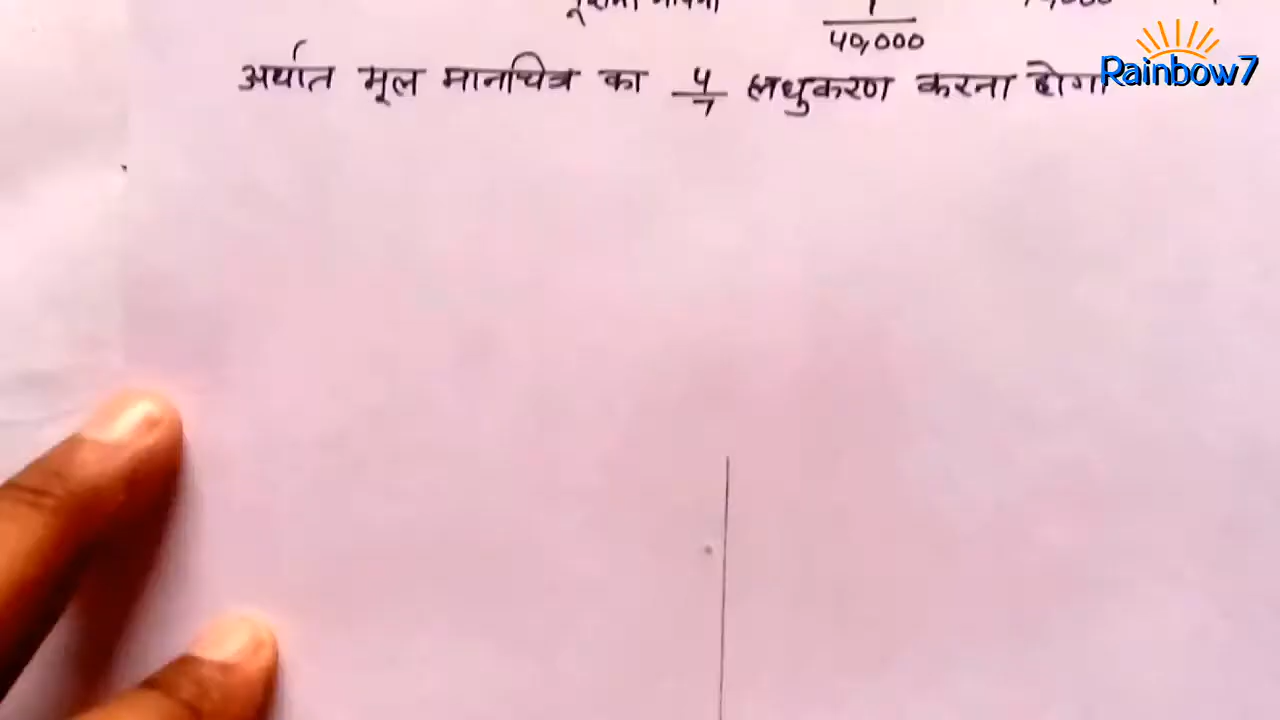 1
40,000
अर्थात मूल मानचित्र का 4/7 लघुकरण करना होगा
Rainbow7